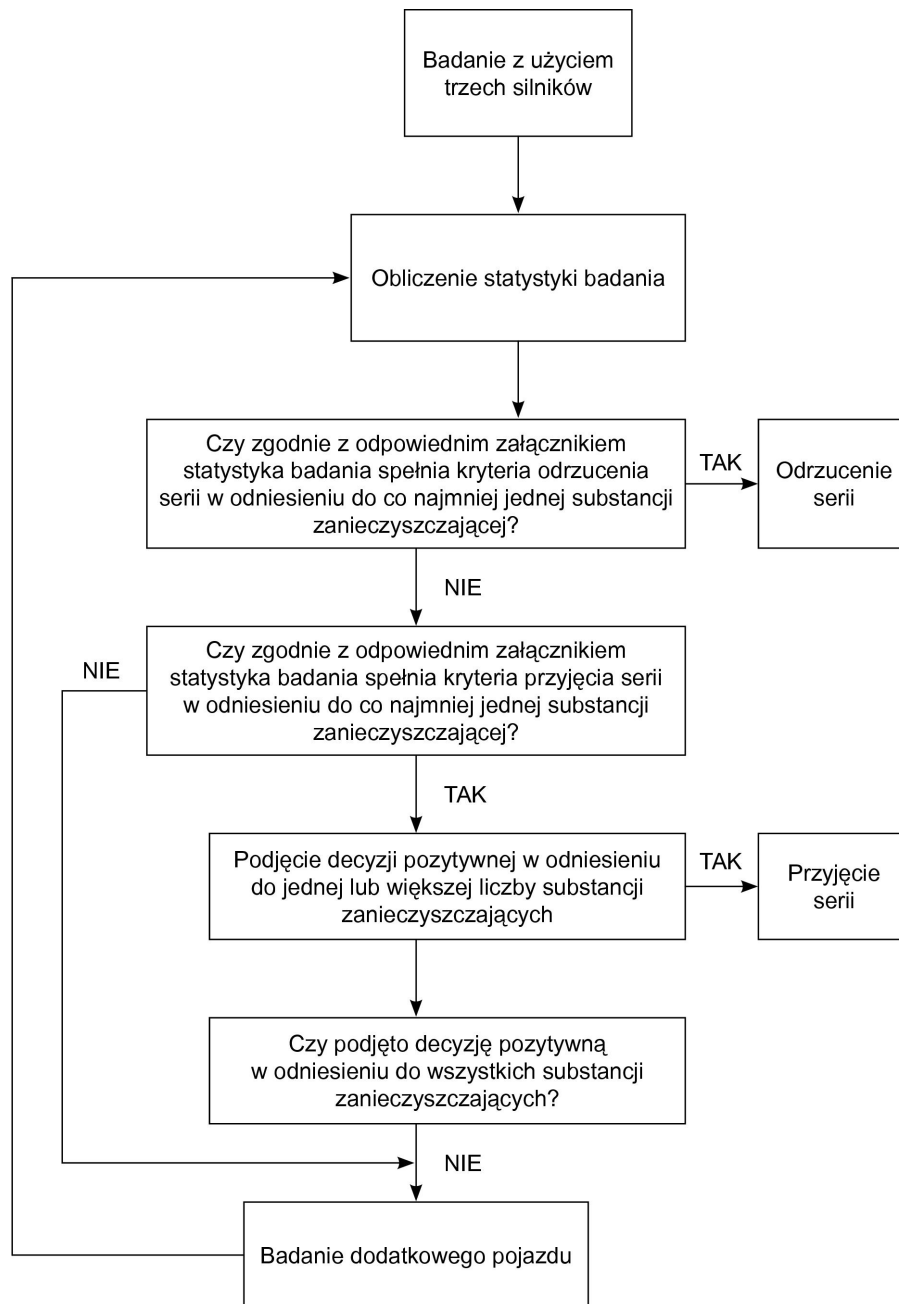 Badanie z użyciem
trzech silników
Obliczenie statystyki badania
Czy zgodnie z odpowiednim załącznikiem
statystyka badania spełnia kryteria odrzucenia
serii w odniesieniu do co najmniej jednej substancji
zanieczyszczającej?
TAK
Odrzucenie
serii
NIE
Czy zgodnie z odpowiednim załącznikiem
statystyka badania spełnia kryteria przyjęcia serii
w odniesieniu do co najmniej jednej substancji
zanieczyszczającej?
NIE
TAK
Podjęcie decyzji pozytywnej w odniesieniu
do jednej lub większej liczby substancji
zanieczyszczających
TAK
Przyjęcie
serii
Czy podjęto decyzję pozytywną
w odniesieniu do wszystkich substancji
zanieczyszczających?
NIE
Badanie dodatkowego pojazdu